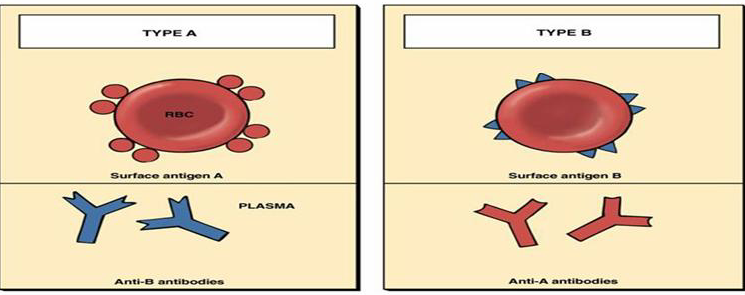 TYPE A
RBC
Surface antigen A
PLASMA
Anti-B antibodies
TYPE B
Surface antigen B
Anti-A antibodies